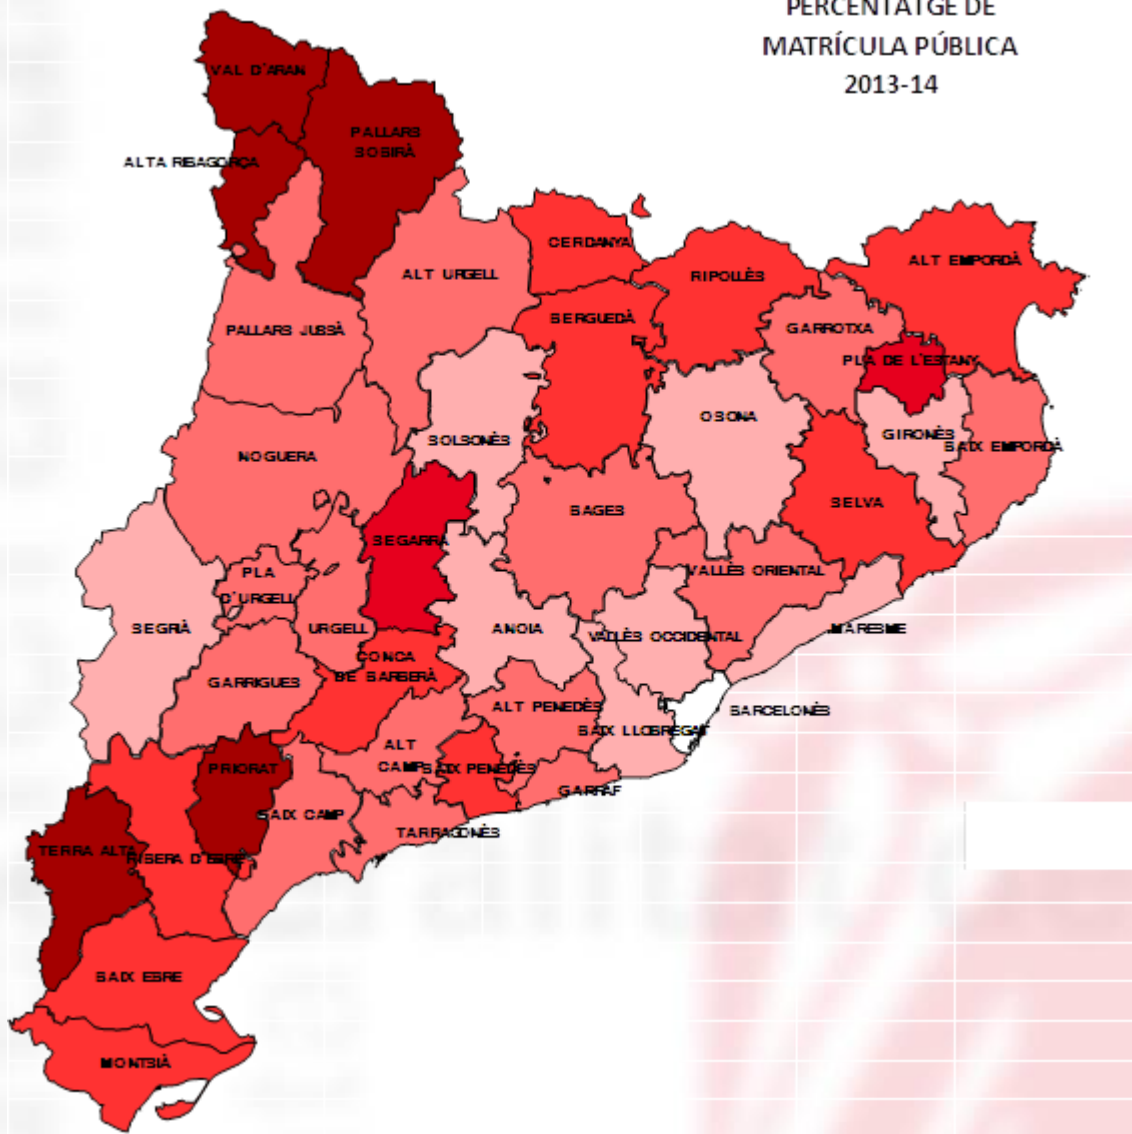 PERCENTATGE DE
MATRÍCULA PÚBLICA
2013-14
VAL D'ARAN
PALLARS
SOBIRÀ
ALTA RIBAGORÇA
CERDANYA
ALT URGELL
RIPOLLÈS
ALT EMPORDÀ
PALLARS JUSSÀ
BERGUEDÀ
GARROTXA
PLA DE L'ESTANY
OSONA
SOLSONÈS
GIRONÈS
BAIX EMPORDÀ
NOGUERA
BAGES
SELVA
SEGARRA
PLA
D'URGELL
VALLÈS ORIENTAL
SEGRIÀ
URGELL
ANOIA
VALLÈS OCCIDENTAL
MARESME
CONCA
DE BARBERÀ
GARRIGUES
ALT PENEDÈS
BARCELONÈS
BAIX LLOBREGAT
ALT
CAMP
BAIX PENEDÈS
PRIORAT
GARRAF
BAIX CAMP
TARRAGONÈS
TERRA ALTA
RIBERA D'EBRE
BAIX EBRE
MONTSIÀ